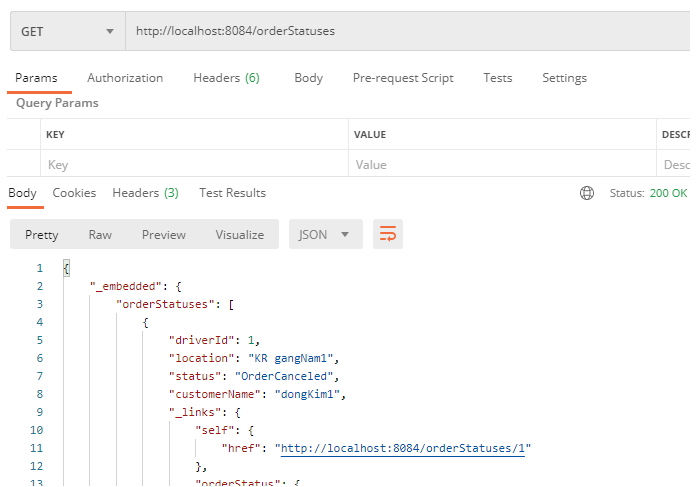 GET http://localhost:8084/orderStatuses
Params Authorization Headers (6) Body Pre-request Script Tests Settings
Query Params
KEY VALUE DESCR
Key Value Desc
Body Cookies Headers (3) Test Results Status: 200 OK
Pretty Raw Preview Visualize JSON
1 {
2 "_embedded": {
3 "orderStatuses": [
4 {
5 "driverId": 1,
6 "location": "KR gangNam1",
7 "status": "OrderCanceled",
8 "customerName": "dongKim1",
9 "_links": {
10 "self": {
11 "href": "http://localhost:8084/orderStatuses/1"
12 },
13 "orderStatus": {